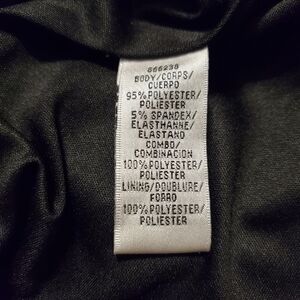 666238
BODY/CORPS/
CUERPO
95% POLYESTER/
POLIESTER
5% SPANDEX/
ELASTHANNE/
ELASTANO
COMBO/
COMBINACION
100% POLYESTER/
POLIESTER
LINING/DOUBLURE/
FORRO
100% POLYESTER/
POLIESTER